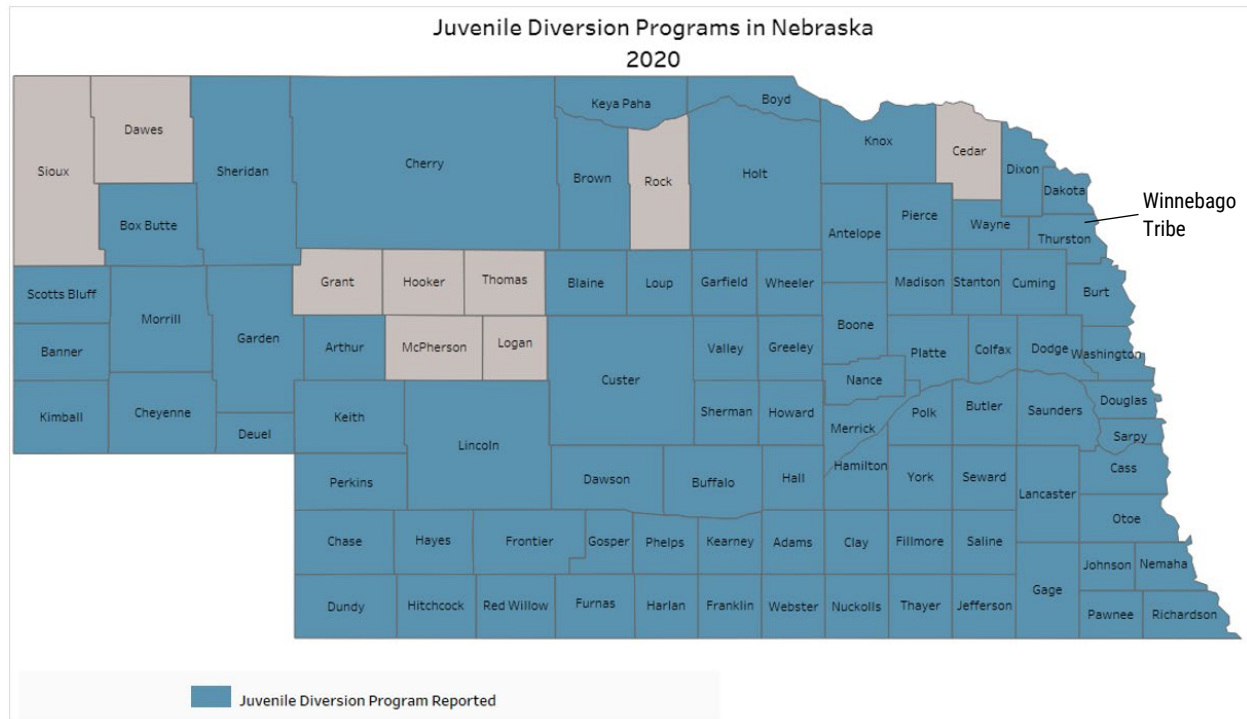 Juvenile Diversion Programs in Nebraska
2020
Sioux
Dawes
Sheridan
Cherry
Keya Paha
Boyd
Brown
Rock
Holt
Knox
Cedar
Dixon
Dakota
Box Butte
Antelope
Pierce
Wayne
Thurston
Winnebago
Tribe
Scotts Bluff
Morrill
Garden
Grant
Hooker
Thomas
Blaine
Loup
Garfield
Wheeler
Madison
Stanton
Cuming
Burt
Banner
Arthur
McPherson
Logan
Custer
Valley
Greeley
Boone
Platte
Colfax
Dodge
Washington
Nance
Kimball
Cheyenne
Deuel
Keith
Lincoln
Sherman
Howard
Merrick
Polk
Butler
Saunders
Douglas
Sarpy
Perkins
Dawson
Buffalo
Hall
Hamilton
York
Seward
Lancaster
Cass
Otoe
Chase
Hayes
Frontier
Gosper
Phelps
Kearney
Adams
Clay
Fillmore
Saline
Johnson
Nemaha
Dundy
Hitchcock
Red Willow
Furnas
Harlan
Franklin
Webster
Nuckolls
Thayer
Jefferson
Gage
Pawnee
Richardson
Juvenile Diversion Program Reported